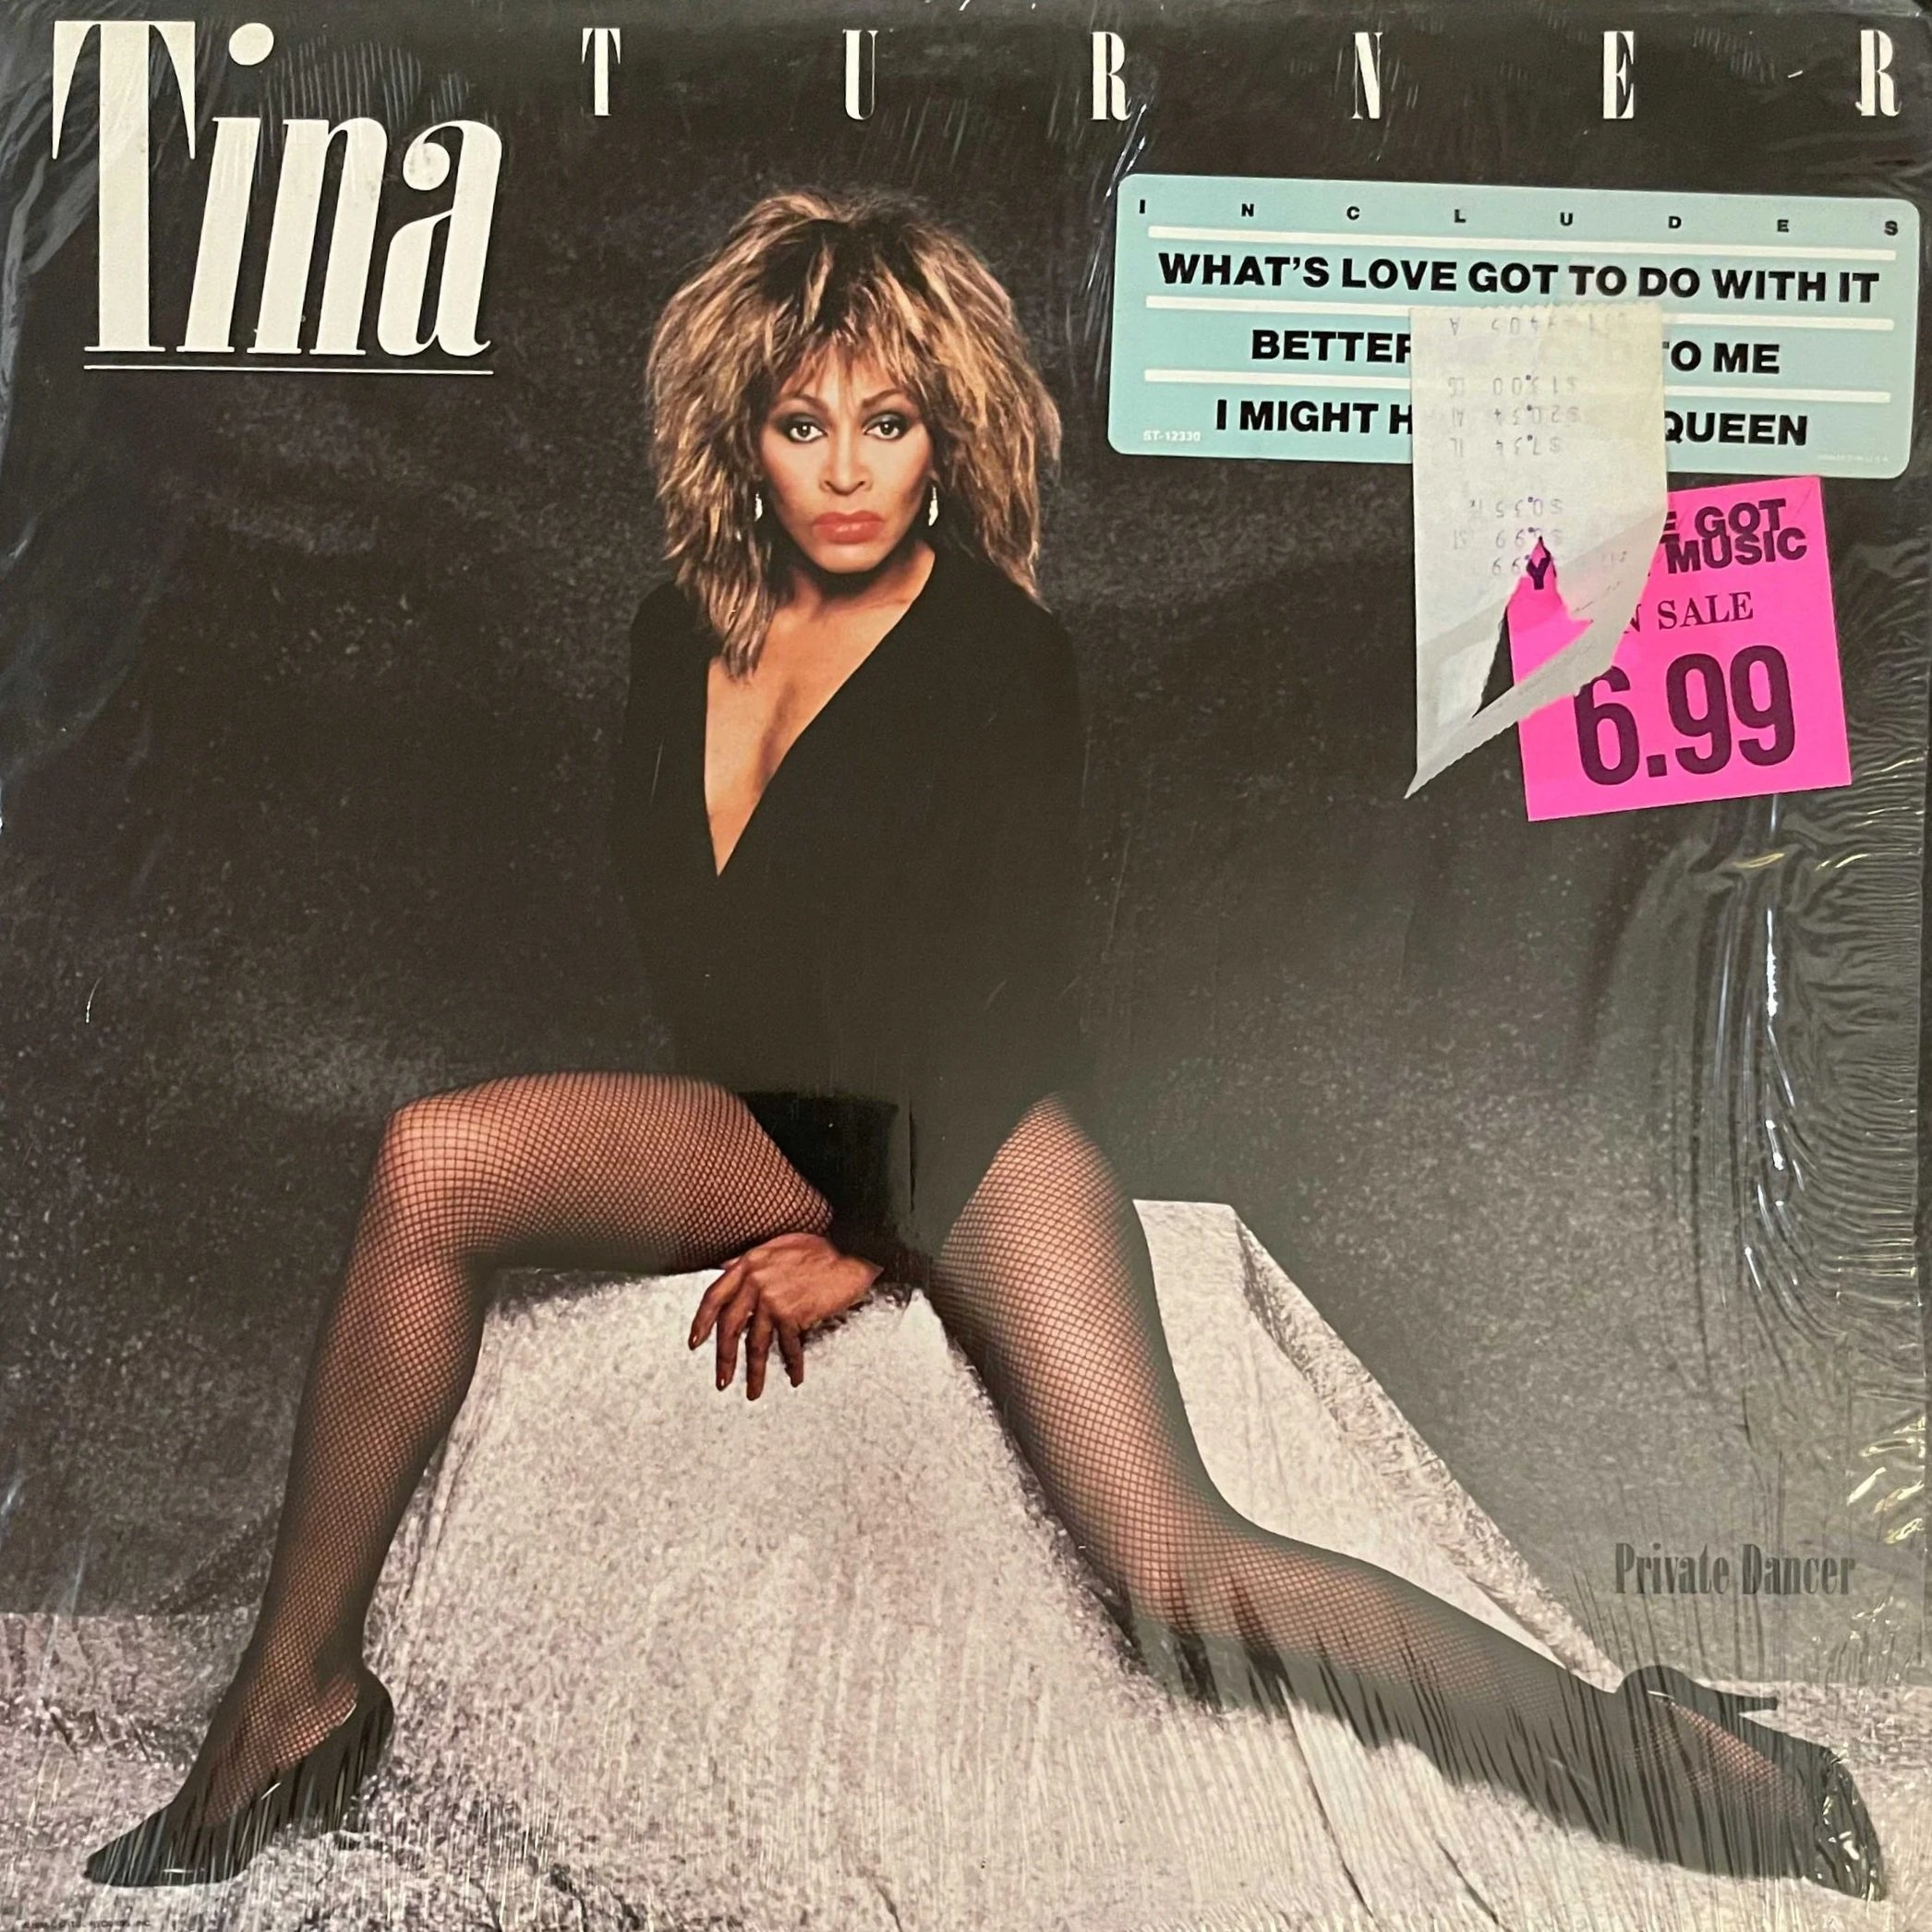 Tina TURNER
INCLUDES
WHAT'S LOVE GOT TO DO WITH IT
BETTER TO ME
I MIGHT QUEEN
ST-12330
GOT
MUSIC
SALE
6.99
Private Dancer